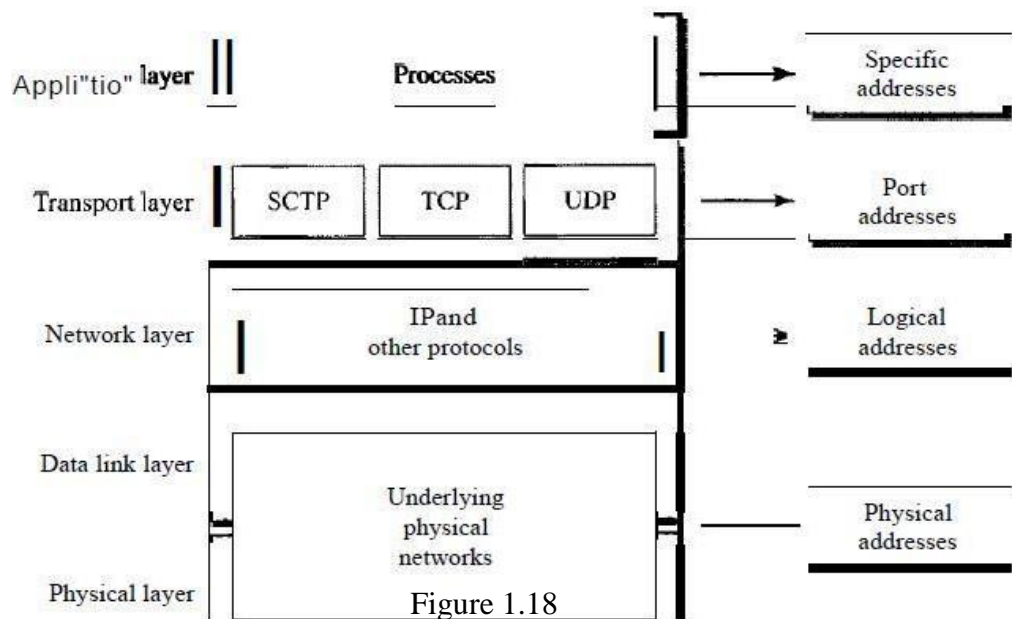 Appli"tio" layer
Processes
Specific
addresses
Transport layer
SCTP
TCP
UDP
Port
addresses
Network layer
IPand
other protocols
Logical
addresses
Data link layer
Underlying
physical
networks
Physical
addresses
Physical layer
Figure 1.18